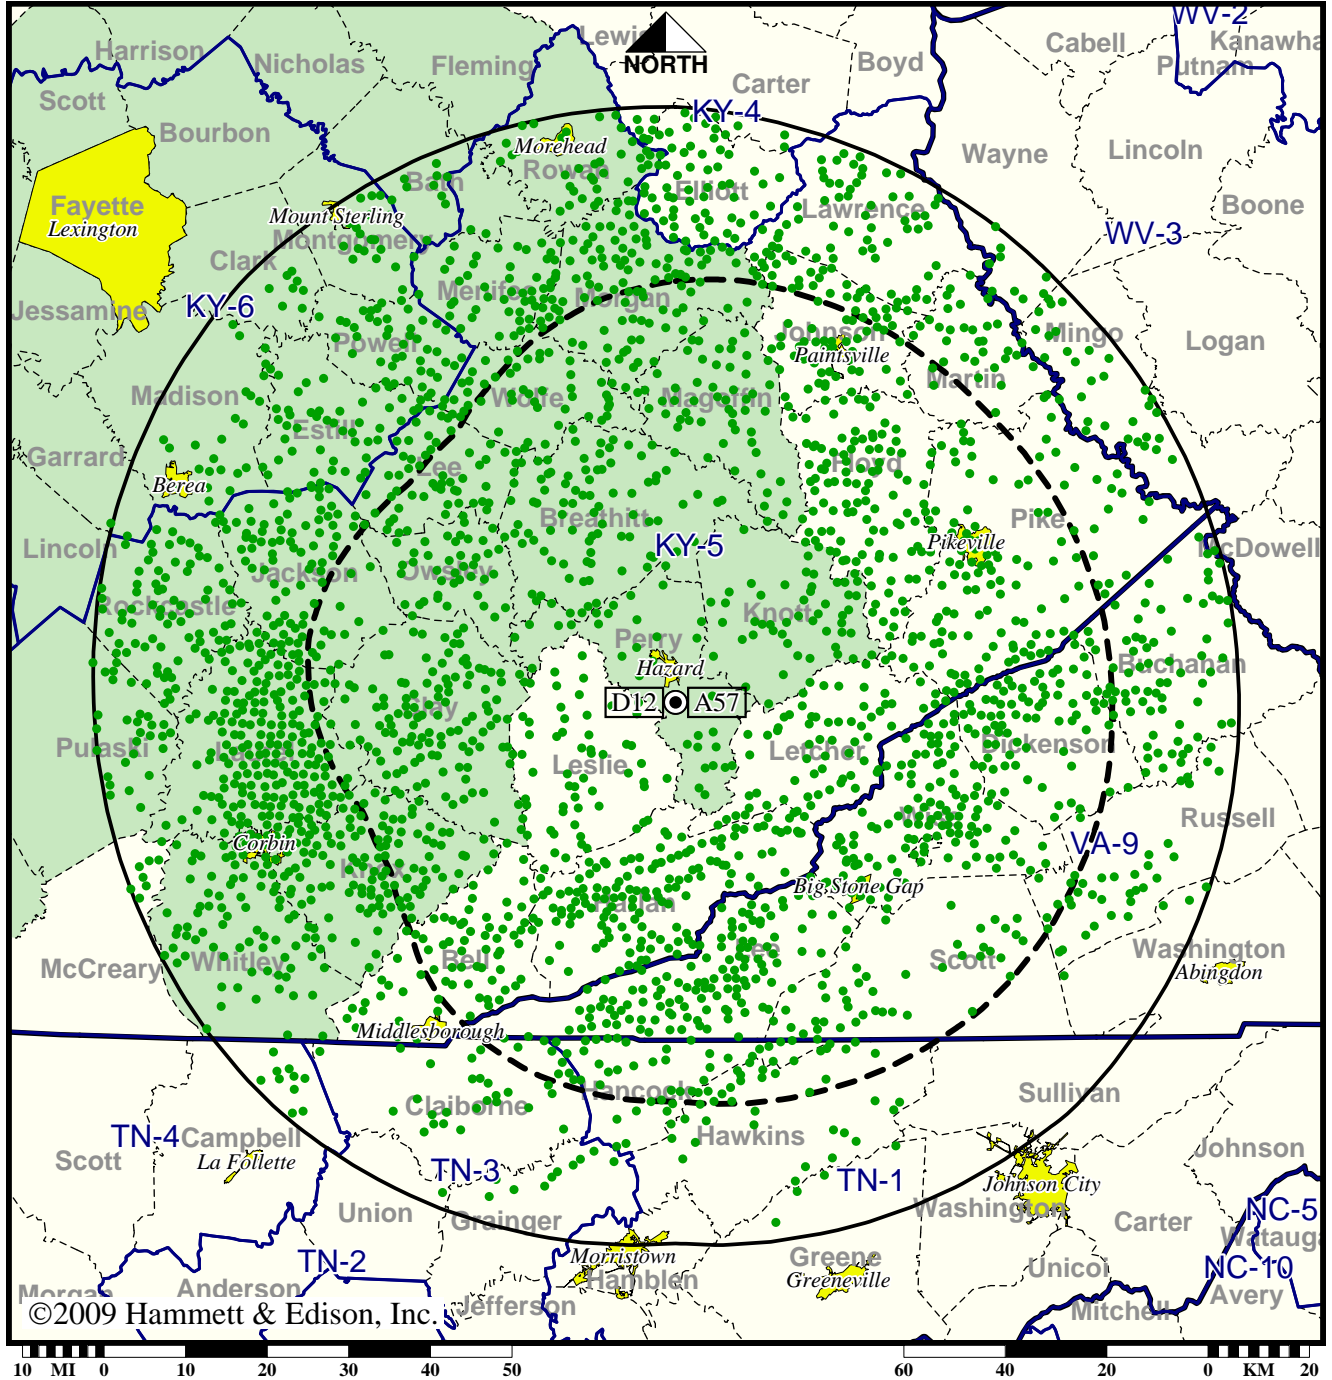 WV-2
Harrison
Nicholas
Fleming
Lewis
NORTH
Carter
Boyd
Cabell
Kanawha
Putnam
Scott
Bourbon
KY-4
Morehead
Rowan
Bath
Elliott
Wayne
Lincoln
Fayette
Lexington
Mount Sterling
Montgomery
Lawrence
Boone
WV-3
Clark
Jessamine
KY-6
Menifee
Morgan
Powell
Johnson
Paintsville
Mingo
Logan
Madison
Wolfe
Magoffin
Martin
Estill
Garrard
Lee
Floyd
Berea
Breathitt
Pike
Pikeville
Lincoln
KY-5
McDowell
Jackson
Owsley
Rockcastle
Knott
Perry
Hazard
Buchanan
D12
A57
Clay
Pulaski
Laurel
Leslie
Letcher
Dickenson
Wise
Russell
Corbin
VA-9
Knox
Big Stone Gap
Harlan
McCreary
Whitley
Bell
Lee
Scott
Washington
Abingdon
Middlesborough
Hancock
Sullivan
Claiborne
TN-4
Campbell
Hawkins
Johnson
Scott
La Follette
TN-3
TN-1
Johnson City
Union
Grainger
Washington
Carter
NC-5
Watauga
TN-2
Morristown
Greene
Greeneville
Unicoi
NC-10
Morgan
Anderson
Hamblen
Avery
Jefferson
Mitchell
©2009 Hammett & Edison, Inc.
10 MI 0 10 20 30 40 50 60 40 20 0 KM 20